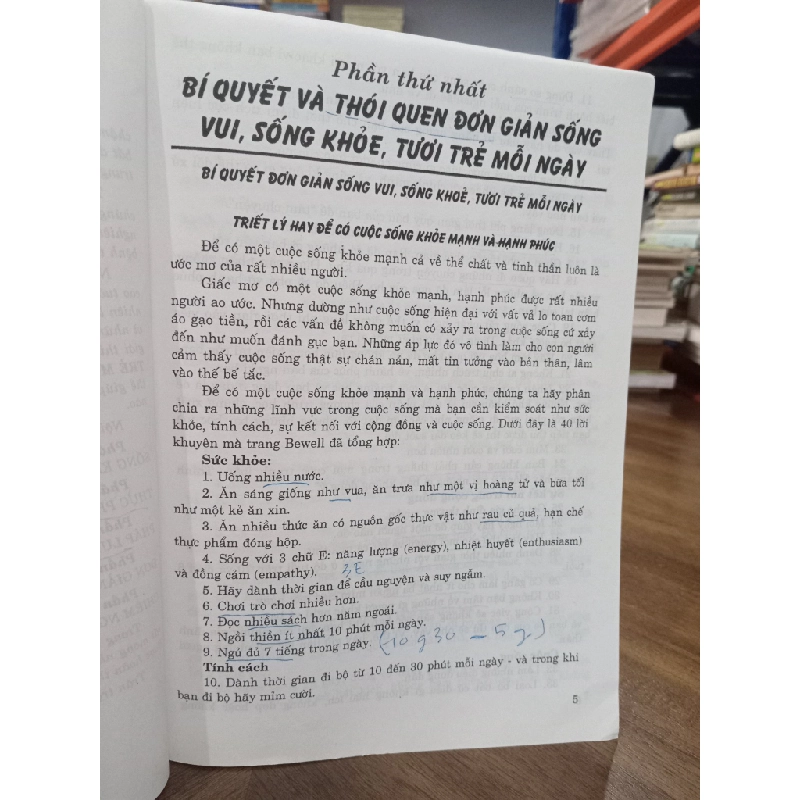 Phần thứ nhất
BÍ QUYẾT VÀ THÓI QUEN ĐƠN GIẢN SỐNG
VUI, SỐNG KHỎE, TƯƠI TRẺ MỖI NGÀY
BÍ QUYẾT ĐƠN GIẢN SỐNG VUI, SỐNG KHOẺ, TƯƠI TRẺ MỖI NGÀY
TRIẾT LÝ HAY ĐỂ CÓ CUỘC SỐNG KHỎE MẠNH VÀ HẠNH PHÚC
Để có một cuộc sống khỏe mạnh cả về thể chất và tinh thần luôn là
ước mơ của rất nhiều người.
Giấc mơ có một cuộc sống khỏe mạnh, hạnh phúc được rất nhiều
người ao ước. Nhưng dường như cuộc sống hiện đại với vất vả lo toan cơm
áo gạo tiền, rồi các vấn đề không muốn có xảy ra trong cuộc sống cứ xảy
đến như muốn đánh gục bạn. Những áp lực đó vô tình làm cho con người
cảm thấy cuộc sống thật sự chán nản, mất tin tưởng vào bản thân, lâm
vào thế bế tắc.
Để có một cuộc sống khỏe mạnh và hạnh phúc, chúng ta hãy phân
chia ra những lĩnh vực trong cuộc sống mà bạn cần kiểm soát như sức
khỏe, tính cách, sự kết nối với cộng đồng và cuộc sống. Dưới đây là 40 lời
khuyên mà trang Bewell đã tổng hợp:
Sức khỏe:
1. Uống nhiều nước.
2. Ăn sáng giống như vua, ăn trưa như một vị hoàng tử và bữa tối
như một kẻ ăn xin.
3. Ăn nhiều thức ăn có nguồn gốc thực vật như rau củ quả, hạn chế
thực phẩm đóng hộp.
4. Sống với 3 chữ E: năng lượng (energy), nhiệt huyết (enthusiasm)
và đồng cảm (empathy). 3E
5. Hãy dành thời gian để cầu nguyện và suy ngẫm.
6. Chơi trò chơi nhiều hơn.
7. Đọc nhiều sách hơn năm ngoái.
8. Ngồi thiền ít nhất 10 phút mỗi ngày.
9. Ngủ đủ 7 tiếng trong ngày. (10g30 – 5g)
Tính cách
10. Dành thời gian đi bộ từ 10 đến 30 phút mỗi ngày - và trong khi
bạn đi bộ hãy mỉm cười.
5